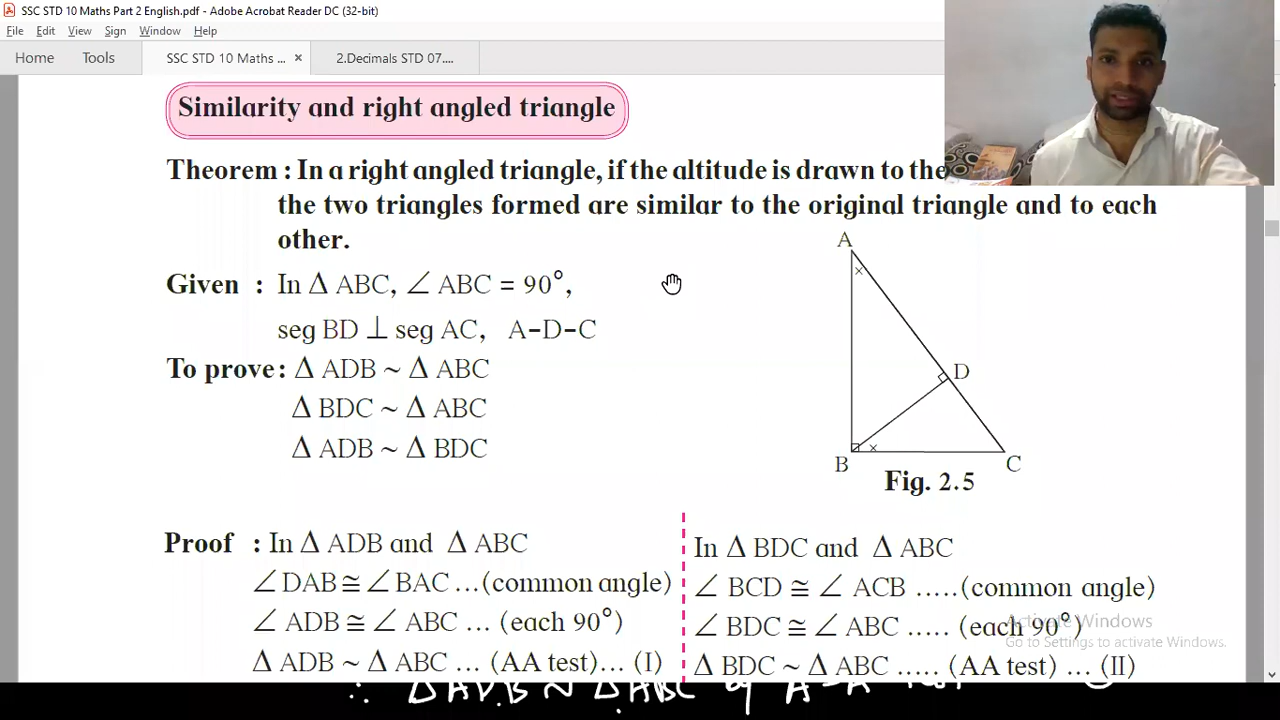 SSC STD 10 Maths Part 2 English.pdf - Adobe Acrobat Reader DC (32-bit)
File Edit View Sign Window Help
Home Tools SSC STD 10 Maths ... × 2.Decimals STD 07....
Similarity and right angled triangle
Theorem : In a right angled triangle, if the altitude is drawn to the
the two triangles formed are similar to the original triangle and to each
other.
Given : In Δ ABC, ∠ ABC = 90°,
seg BD ⊥ seg AC, A-D-C
To prove : Δ ADB ~ Δ ABC
Δ BDC ~ Δ ABC
Δ ADB ~ Δ BDC
A
×
D
×
B
C
Fig. 2.5
Proof : In Δ ADB and Δ ABC
∠ DAB ≅ ∠ BAC ...(common angle)
∠ ADB ≅ ∠ ABC ... (each 90°)
Δ ADB ~ Δ ABC ... (AA test)... (I)
In Δ BDC and Δ ABC
∠ BCD ≅ ∠ ACB .....(common angle)
∠ BDC ≅ ∠ ABC ..... (each 90°)
Δ BDC ~ Δ ABC ..... (AA test) ... (II)
Activate Windows
Go to Settings to activate Windows.
∴ ΔADB ~ ΔABC by A-A test